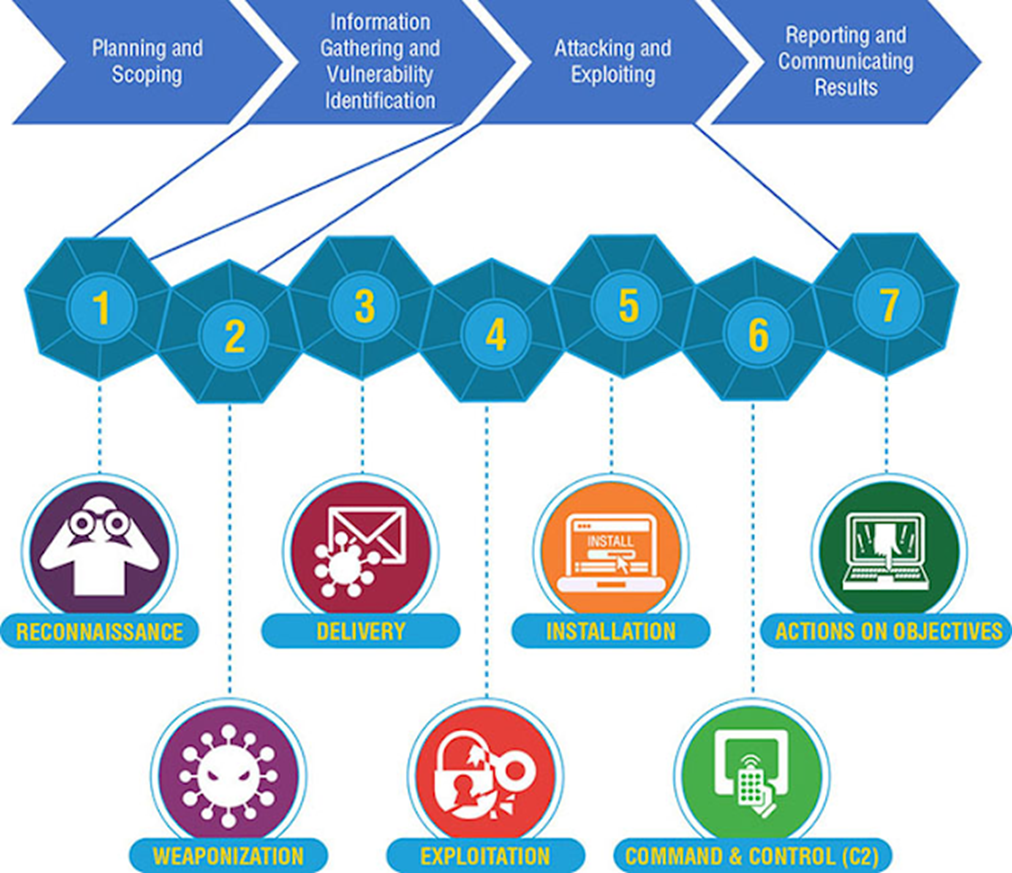 Planning and
Scoping
Information
Gathering and
Vulnerability
Identification
Attacking and
Exploiting
Reporting and
Communicating
Results
1
2
3
4
5
6
7
INSTALL
RECONNAISSANCE
DELIVERY
INSTALLATION
ACTIONS ON OBJECTIVES
WEAPONIZATION
EXPLOITATION
COMMAND & CONTROL (C2)